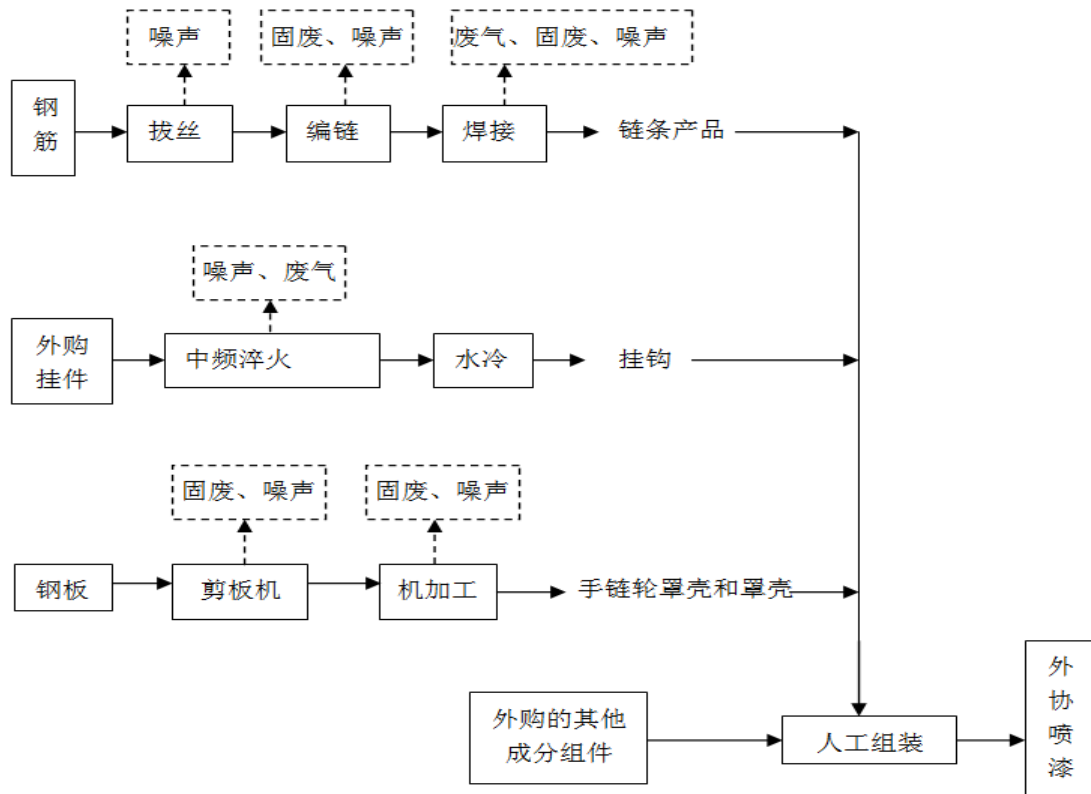 噪声
固废、噪声
废气、固废、噪声
钢
筋
拔丝
编链
焊接
链条产品
噪声、废气
外购
挂件
中频淬火
水冷
挂钩
固废、噪声
固废、噪声
钢板
剪板机
机加工
手链轮罩壳和罩壳
外购的其他
成分组件
人工组装
外
协
喷
漆